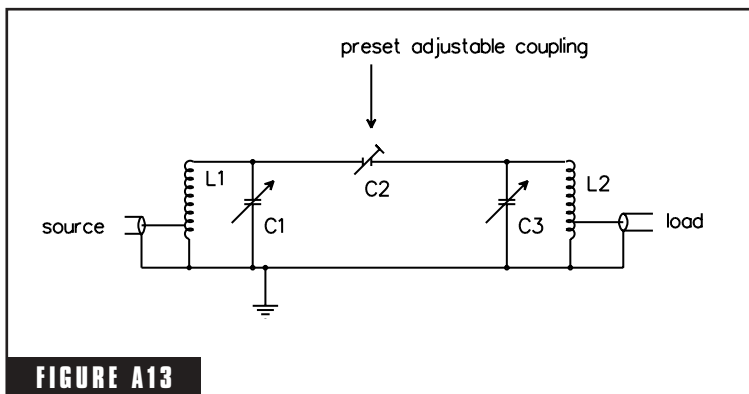 preset adjustable coupling
L1
C2
L2
source
C1
C3
load
FIGURE A13